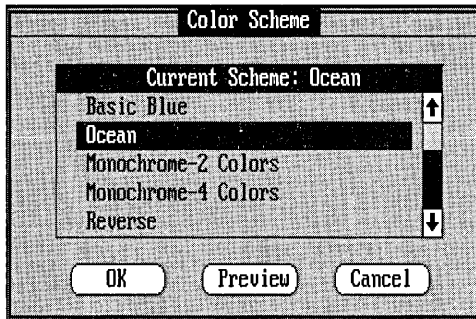 Color Scheme
Current Scheme: Ocean
Basic Blue
Ocean
Monochrome-2 Colors
Monochrome-4 Colors
Reverse
OK Preview Cancel